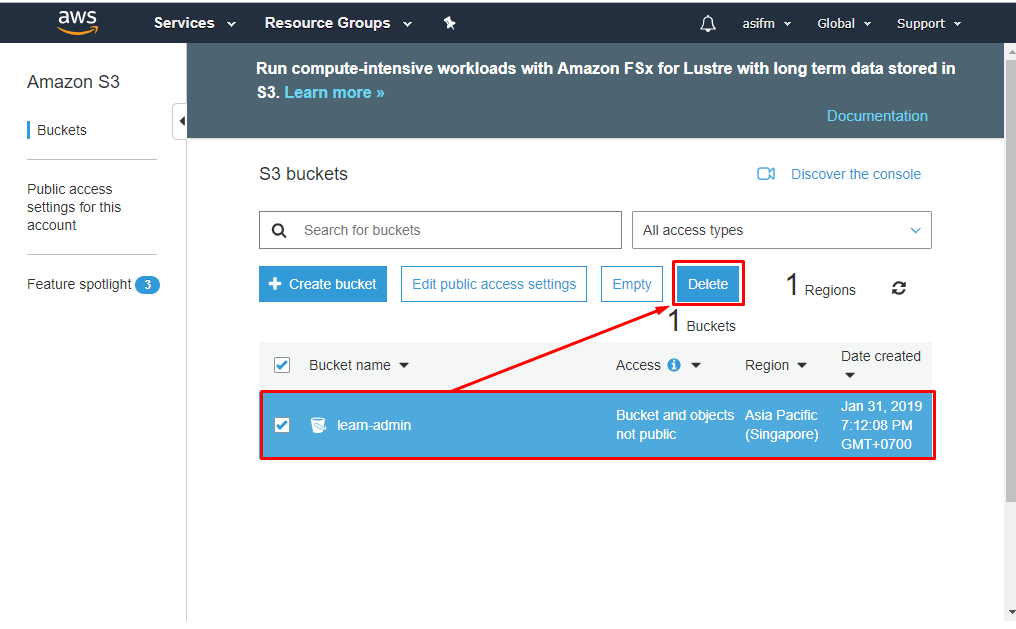 aws
Services
Resource Groups
asifm
Global
Support
Amazon S3
Buckets
Public access
settings for this
account
Feature spotlight 3
Run compute-intensive workloads with Amazon FSx for Lustre with long term data stored in
S3. Learn more »
Documentation
S3 buckets
Discover the console
Search for buckets
All access types
Create bucket
Edit public access settings
Empty
Delete
1 Regions
1 Buckets
Bucket name
Access
Region
Date created
learn-admin
Bucket and objects
not public
Asia Pacific
(Singapore)
Jan 31, 2019
7:12:08 PM
GMT+0700